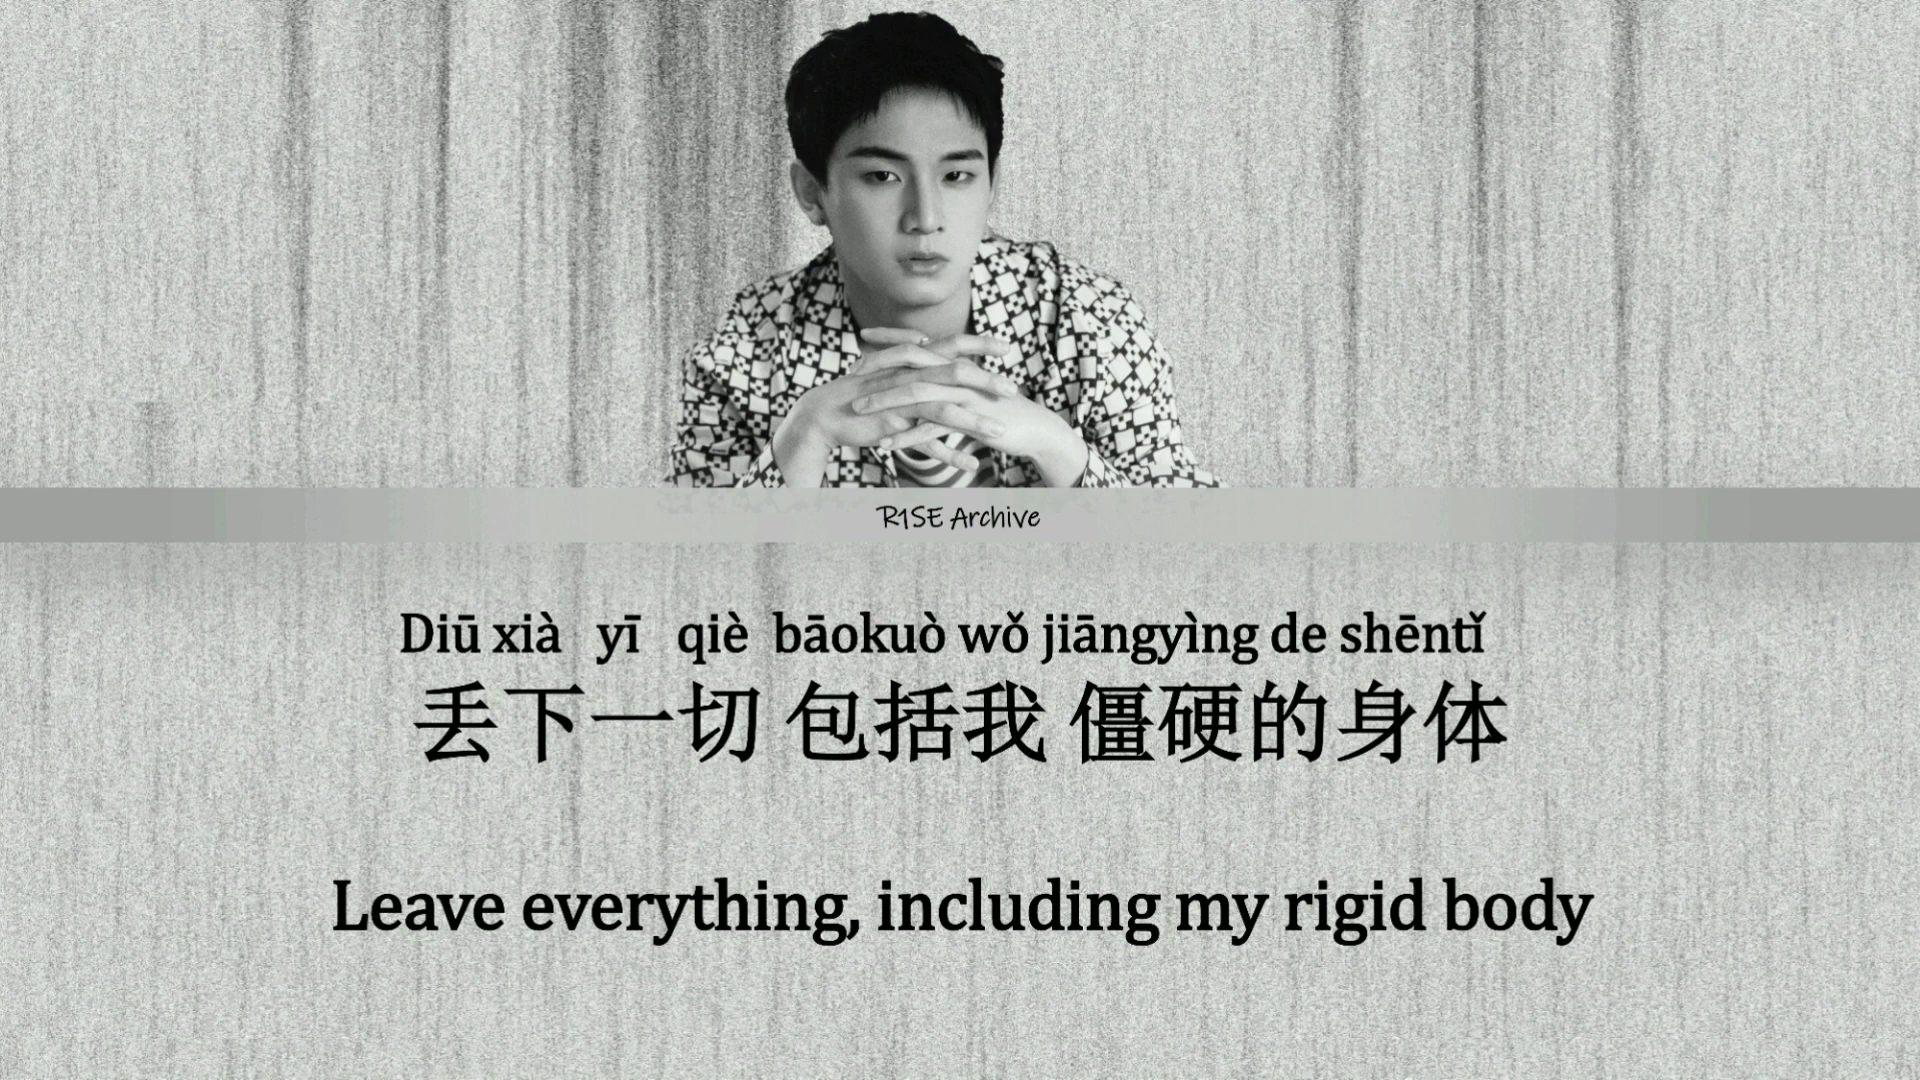 R1SE Archive
Diū xià yī qiè bāokuò wǒ jiāngyìng de shēntǐ
丢下一切 包括我 僵硬的身体
Leave everything, including my rigid body